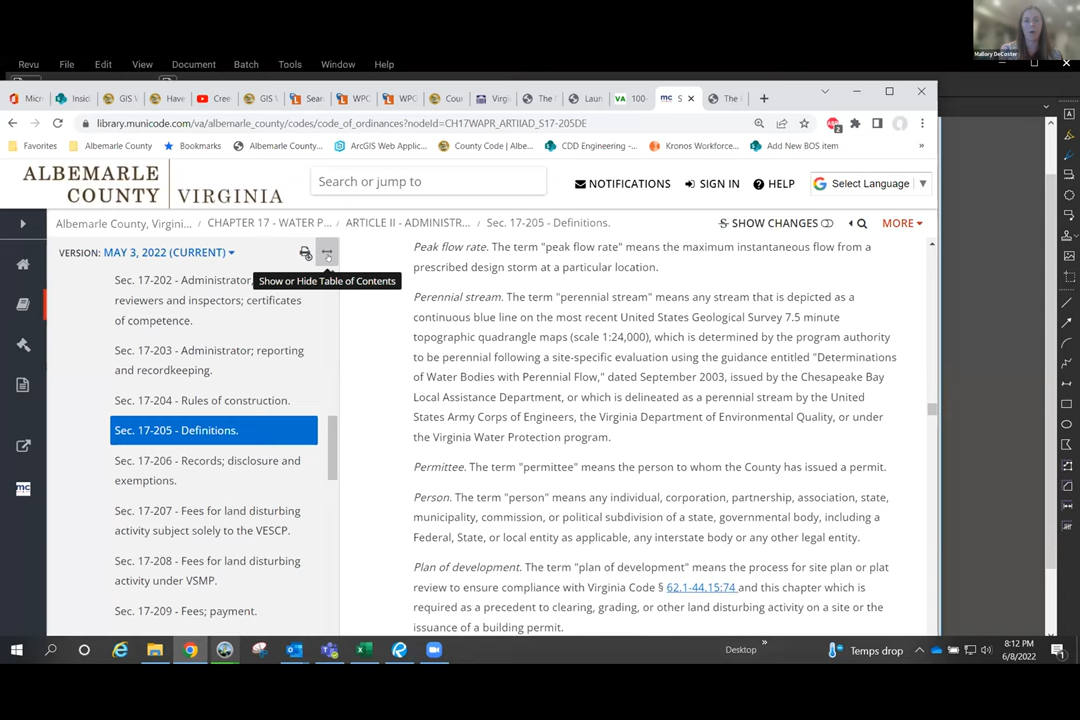 Mallory DeCoster
Revu File Edit View Document Batch Tools Window Help
Micr Insid GIS V Have Cree GIS V Sear WPC WPC Cou Virg The Laun 100- S The
library.municode.com/va/albemarle_county/codes/code_of_ordinances?nodeId=CH17WAPR_ARTIIAD_S17-205DE
Favorites Albemarle County Bookmarks Albemarle County... ArcGIS Web Applic... County Code | Albe... CDD Engineering -... Kronos Workforce... Add New BOS item »
ALBEMARLE COUNTY VIRGINIA
Search or jump to
NOTIFICATIONS SIGN IN HELP Select Language ▼
Albemarle County, Virgini... / CHAPTER 17 - WATER P... / ARTICLE II - ADMINISTR... / Sec. 17-205 - Definitions.
SHOW CHANGES MORE
VERSION: MAY 3, 2022 (CURRENT)
Show or Hide Table of Contents
Sec. 17-202 - Administrator,
reviewers and inspectors; certificates
of competence.
Sec. 17-203 - Administrator; reporting
and recordkeeping.
Sec. 17-204 - Rules of construction.
Sec. 17-205 - Definitions.
Sec. 17-206 - Records; disclosure and
exemptions.
Sec. 17-207 - Fees for land disturbing
activity subject solely to the VESCP.
Sec. 17-208 - Fees for land disturbing
activity under VSMP.
Sec. 17-209 - Fees; payment.
Peak flow rate. The term "peak flow rate" means the maximum instantaneous flow from a
prescribed design storm at a particular location.
Perennial stream. The term "perennial stream" means any stream that is depicted as a
continuous blue line on the most recent United States Geological Survey 7.5 minute
topographic quadrangle maps (scale 1:24,000), which is determined by the program authority
to be perennial following a site-specific evaluation using the guidance entitled "Determinations
of Water Bodies with Perennial Flow," dated September 2003, issued by the Chesapeake Bay
Local Assistance Department, or which is delineated as a perennial stream by the United
States Army Corps of Engineers, the Virginia Department of Environmental Quality, or under
the Virginia Water Protection program.
Permittee. The term "permittee" means the person to whom the County has issued a permit.
Person. The term "person" means any individual, corporation, partnership, association, state,
municipality, commission, or political subdivision of a state, governmental body, including a
Federal, State, or local entity as applicable, any interstate body or any other legal entity.
Plan of development. The term "plan of development" means the process for site plan or plat
review to ensure compliance with Virginia Code § 62.1-44.15:74 and this chapter which is
required as a precedent to clearing, grading, or other land disturbing activity on a site or the
issuance of a building permit.
Desktop » Temps drop 8:12 PM
6/8/2022